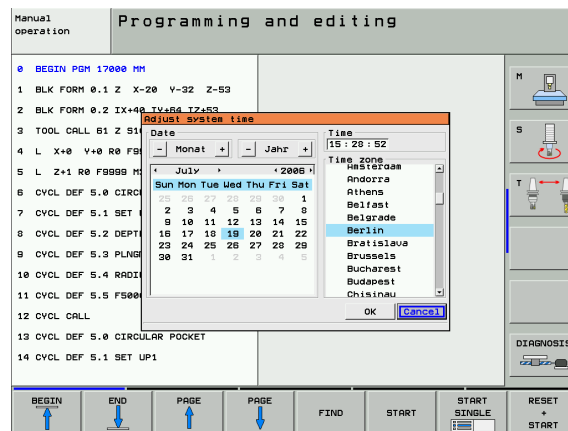 Manual operation
Programming and editing
0 BEGIN PGM 17000 MM
1 BLK FORM 0.1 Z X-20 Y-32 Z-53
2 BLK FORM 0.2 IX+40 IY+64 IZ+53
3 TOOL CALL 61 Z S10
4 L X+0 Y+0 R0 F99
5 L Z+1 R0 F9999 M3
6 CYCL DEF 5.0 CIRC
7 CYCL DEF 5.1 SET
8 CYCL DEF 5.2 DEPT
9 CYCL DEF 5.3 PLNG
10 CYCL DEF 5.4 RADI
11 CYCL DEF 5.5 F500
12 CYCL CALL
13 CYCL DEF 5.0 CIRCULAR POCKET
14 CYCL DEF 5.1 SET UP1
Adjust system time
Date
- Monat + - Jahr +
July 2006
Sun Mon Tue Wed Thu Fri Sat
25 26 27 28 29 30 1
2 3 4 5 6 7 8
9 10 11 12 13 14 15
16 17 18 19 20 21 22
23 24 25 26 27 28 29
30 31 1 2 3 4 5
Time
15 : 28 : 52
Time zone
Amsterdam
Andorra
Athens
Belfast
Belgrade
Berlin
Bratislava
Brussels
Bucharest
Budapest
Chisinau
OK Cancel
M
S
T
DIAGNOSIS
BEGIN
END
PAGE
PAGE
FIND
START
START SINGLE
RESET + START